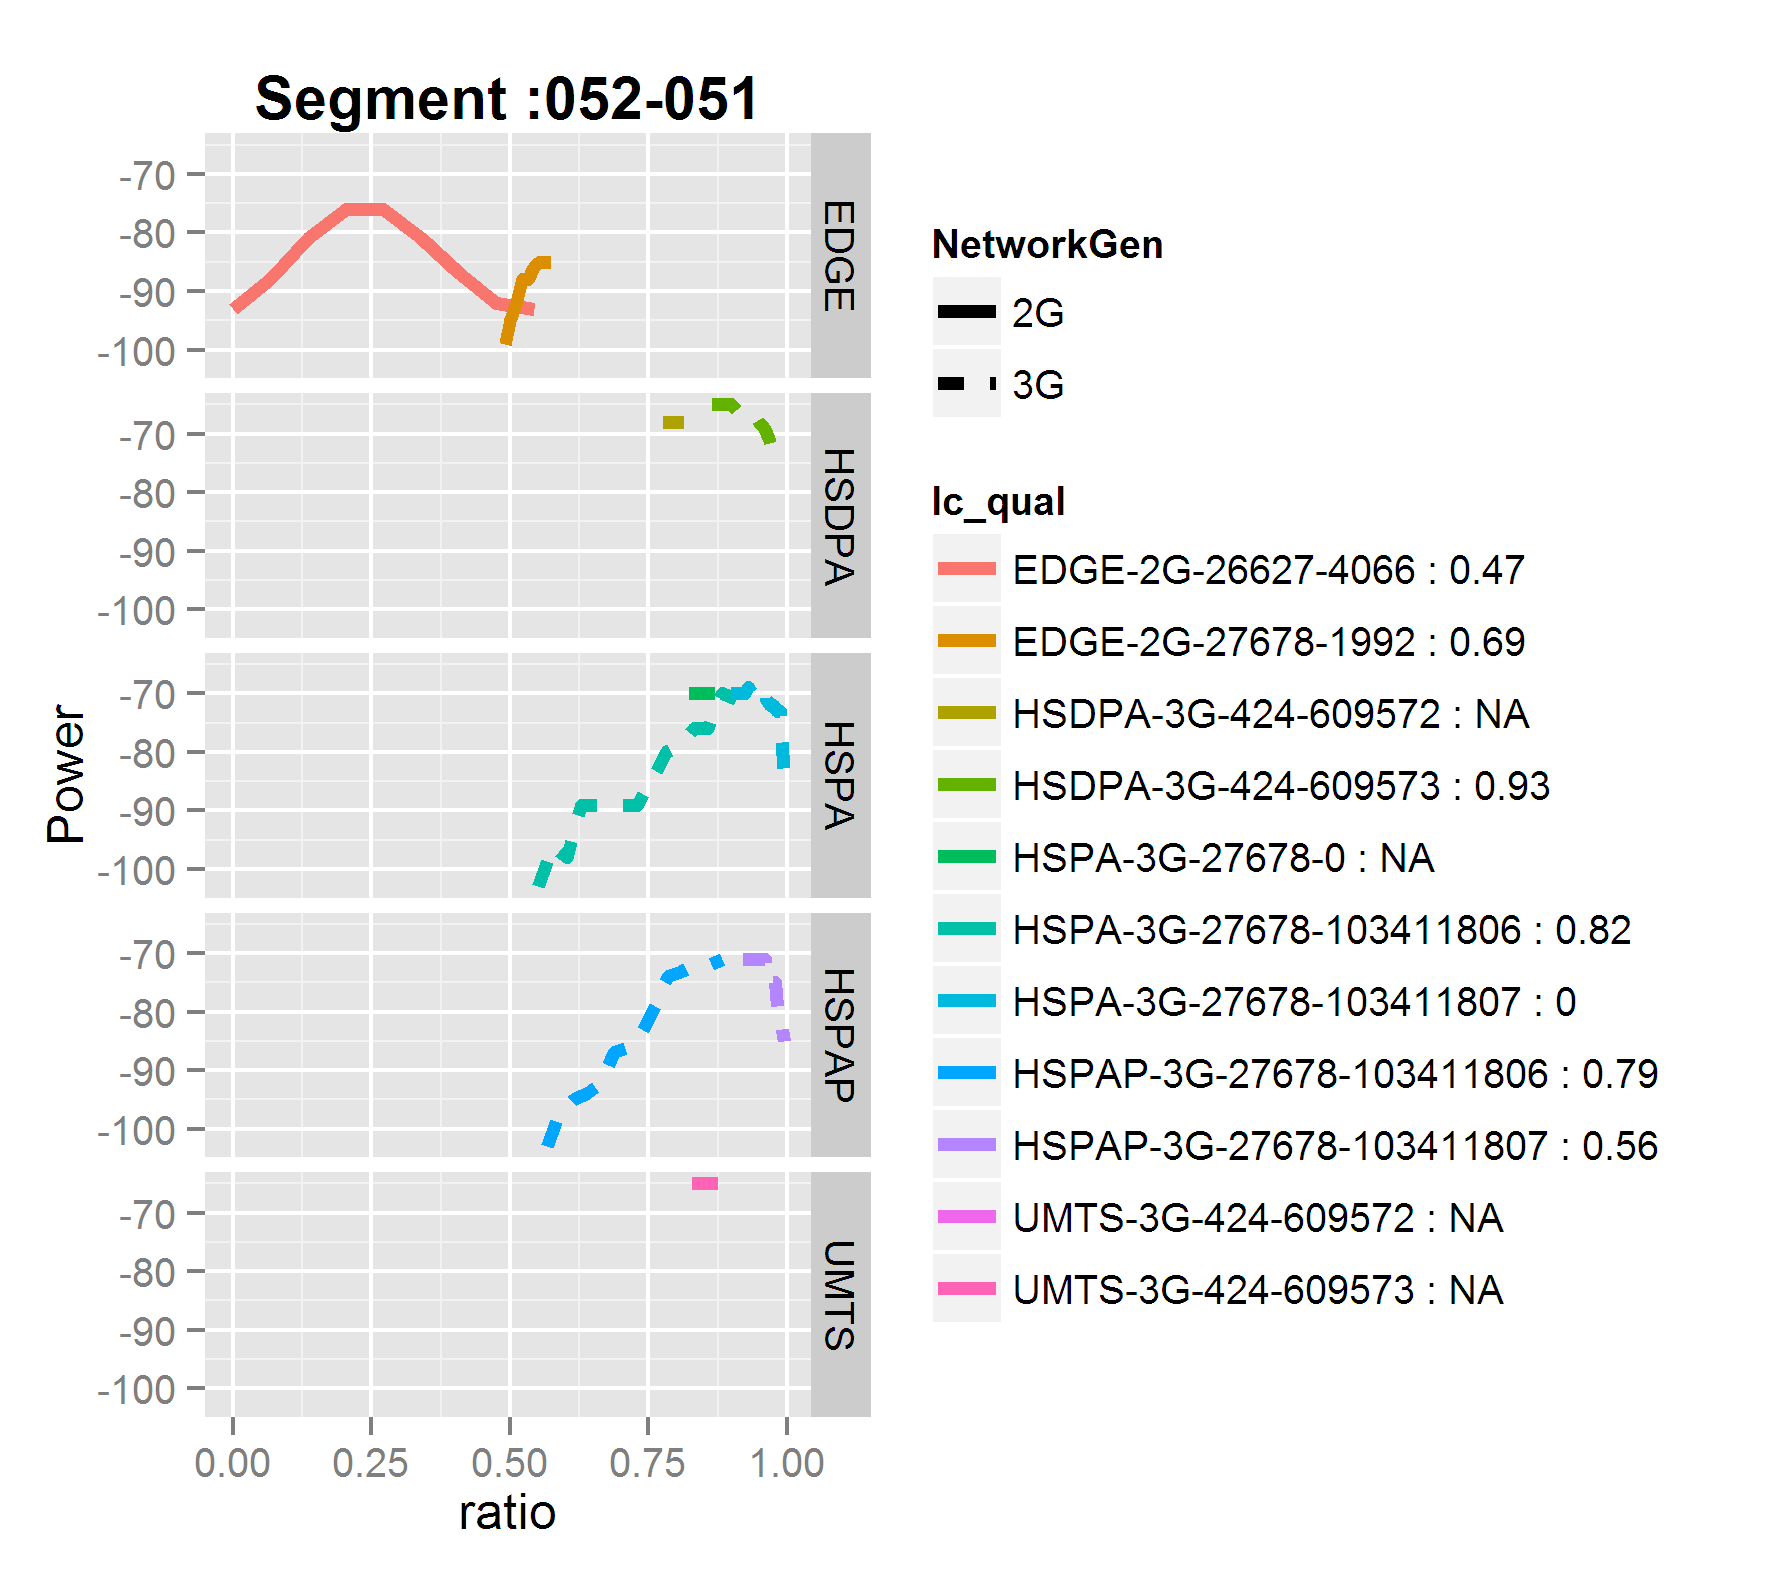 Segment :052-051
-70
-80
-90
-100
EDGE
-70
-80
-90
-100
HSDPA
-70
-80
-90
-100
HSPA
-70
-80
-90
-100
HSPAP
-70
-80
-90
-100
UMTS
Power
0.00 0.25 0.50 0.75 1.00
ratio
NetworkGen
2G
3G
lc_qual
EDGE-2G-26627-4066 : 0.47
EDGE-2G-27678-1992 : 0.69
HSDPA-3G-424-609572 : NA
HSDPA-3G-424-609573 : 0.93
HSPA-3G-27678-0 : NA
HSPA-3G-27678-103411806 : 0.82
HSPA-3G-27678-103411807 : 0
HSPAP-3G-27678-103411806 : 0.79
HSPAP-3G-27678-103411807 : 0.56
UMTS-3G-424-609572 : NA
UMTS-3G-424-609573 : NA